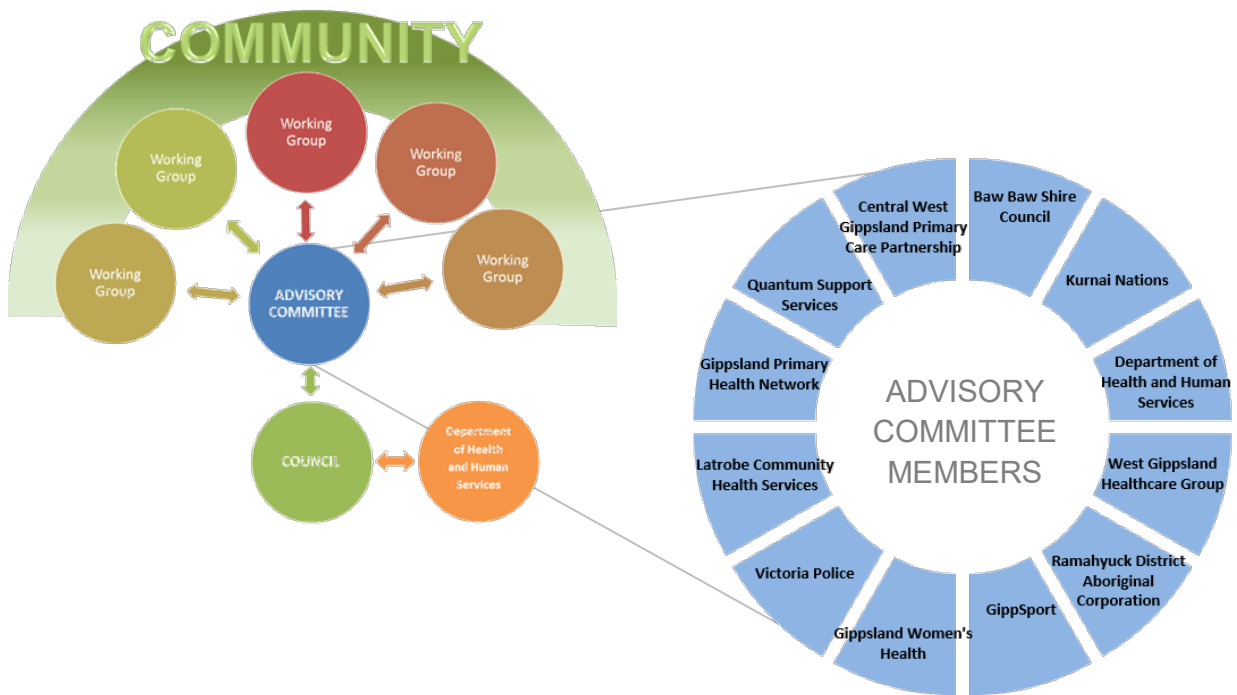 COMMUNITY
Working
Group
Working
Group
Working
Group
Working
Group
Working
Group
ADVISORY
COMMITTEE
COUNCIL
Department
of Health
and Human
Services
Baw Baw Shire
Council
Kurnai Nations
Department of
Health and Human
Services
West Gippsland
Healthcare Group
Ramahyuck District
Aboriginal
Corporation
GippSport
Gippsland Women's
Health
Victoria Police
Latrobe Community
Health Services
Gippsland Primary
Health Network
Quantum Support
Services
Central West
Gippsland Primary
Care Partnership
ADVISORY
COMMITTEE
MEMBERS